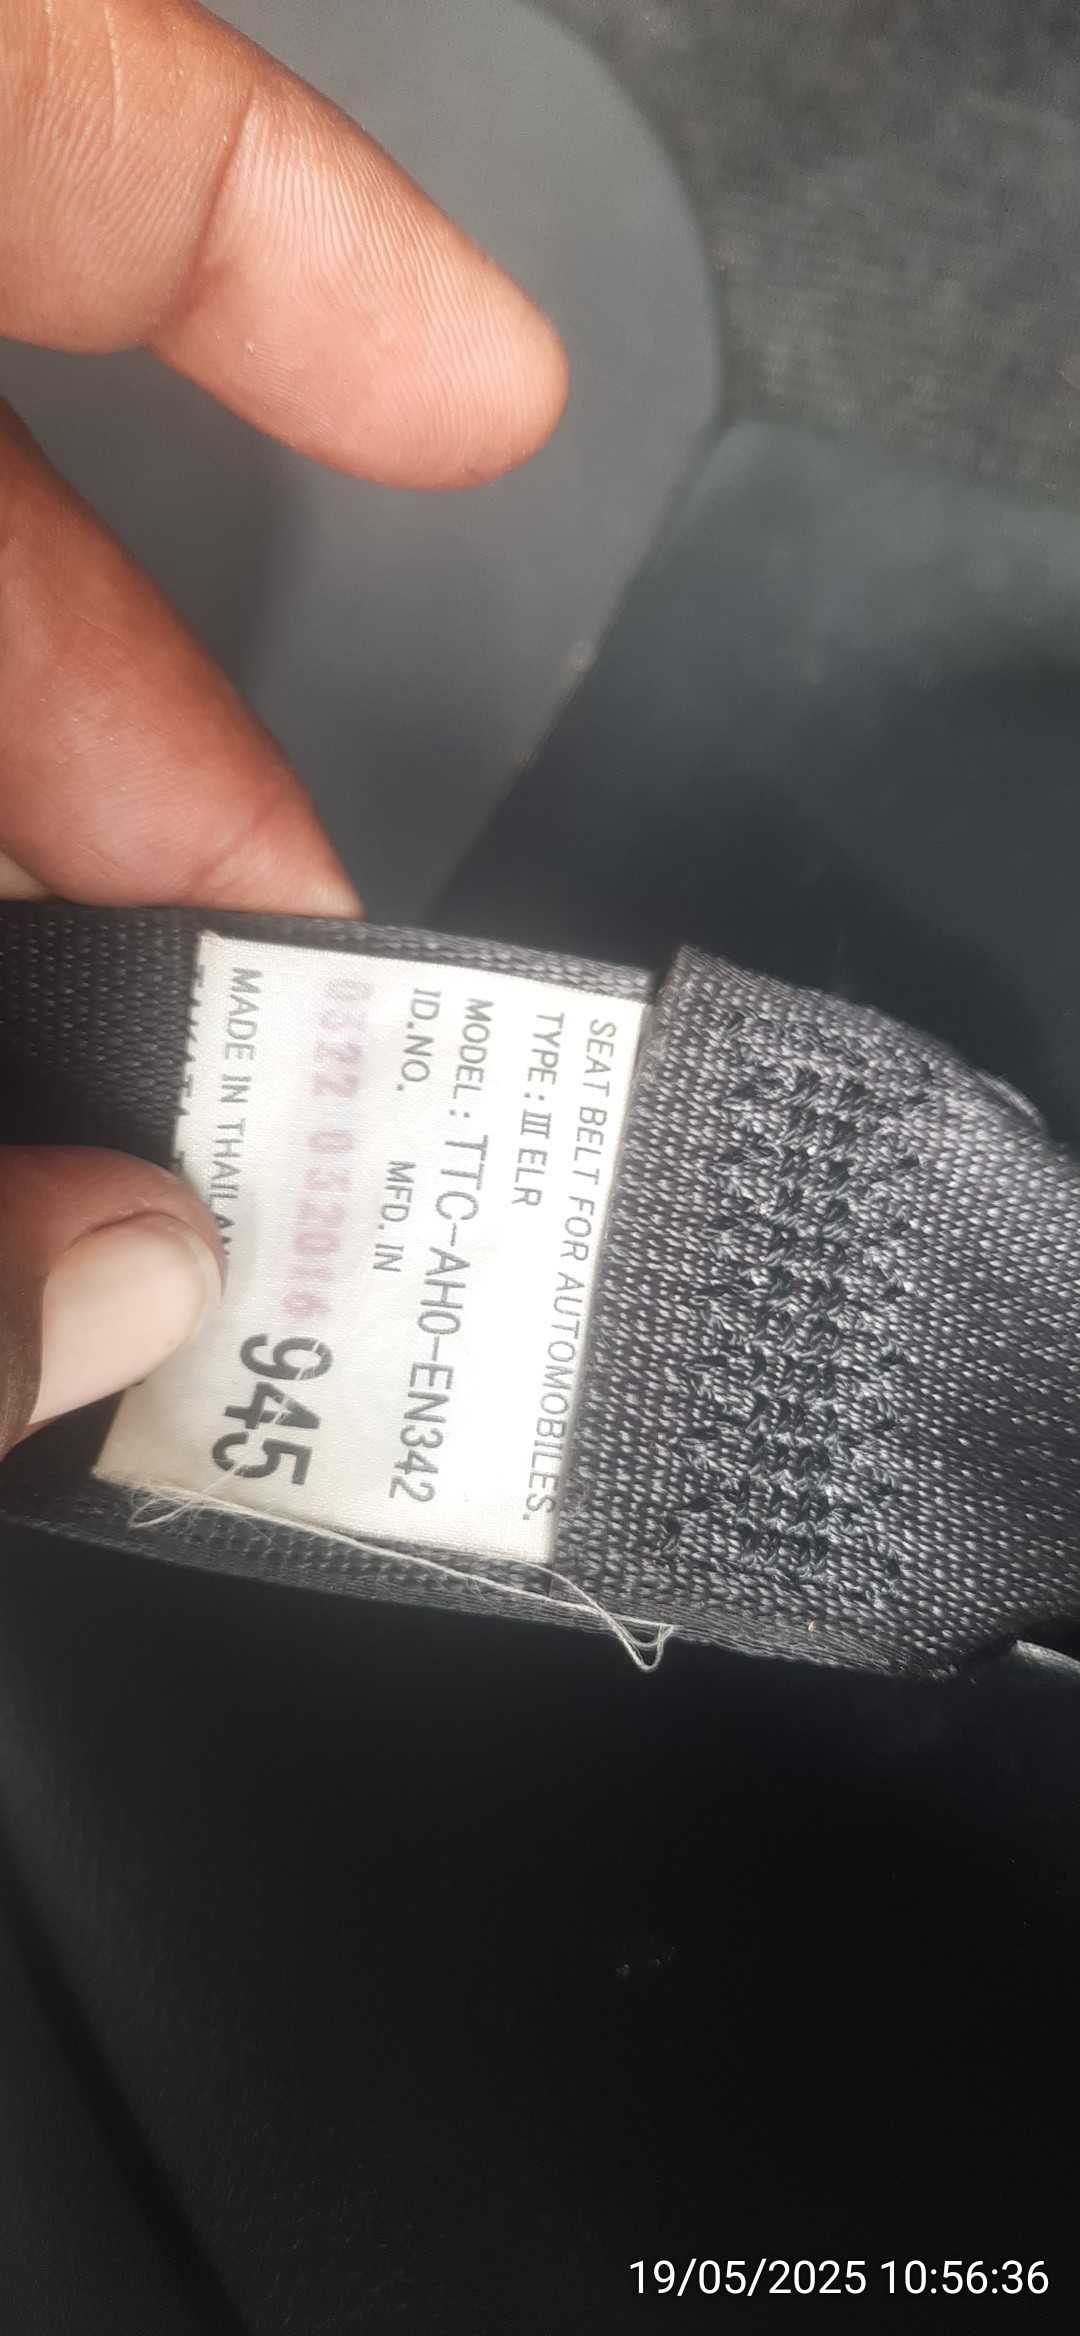 SEAT BELT FOR AUTOMOBILES.
TYPE : III ELR
MODEL : TTC-AH0-EN342
ID.NO. MFD. IN
945
MADE IN
19/05/2025 10:56:36